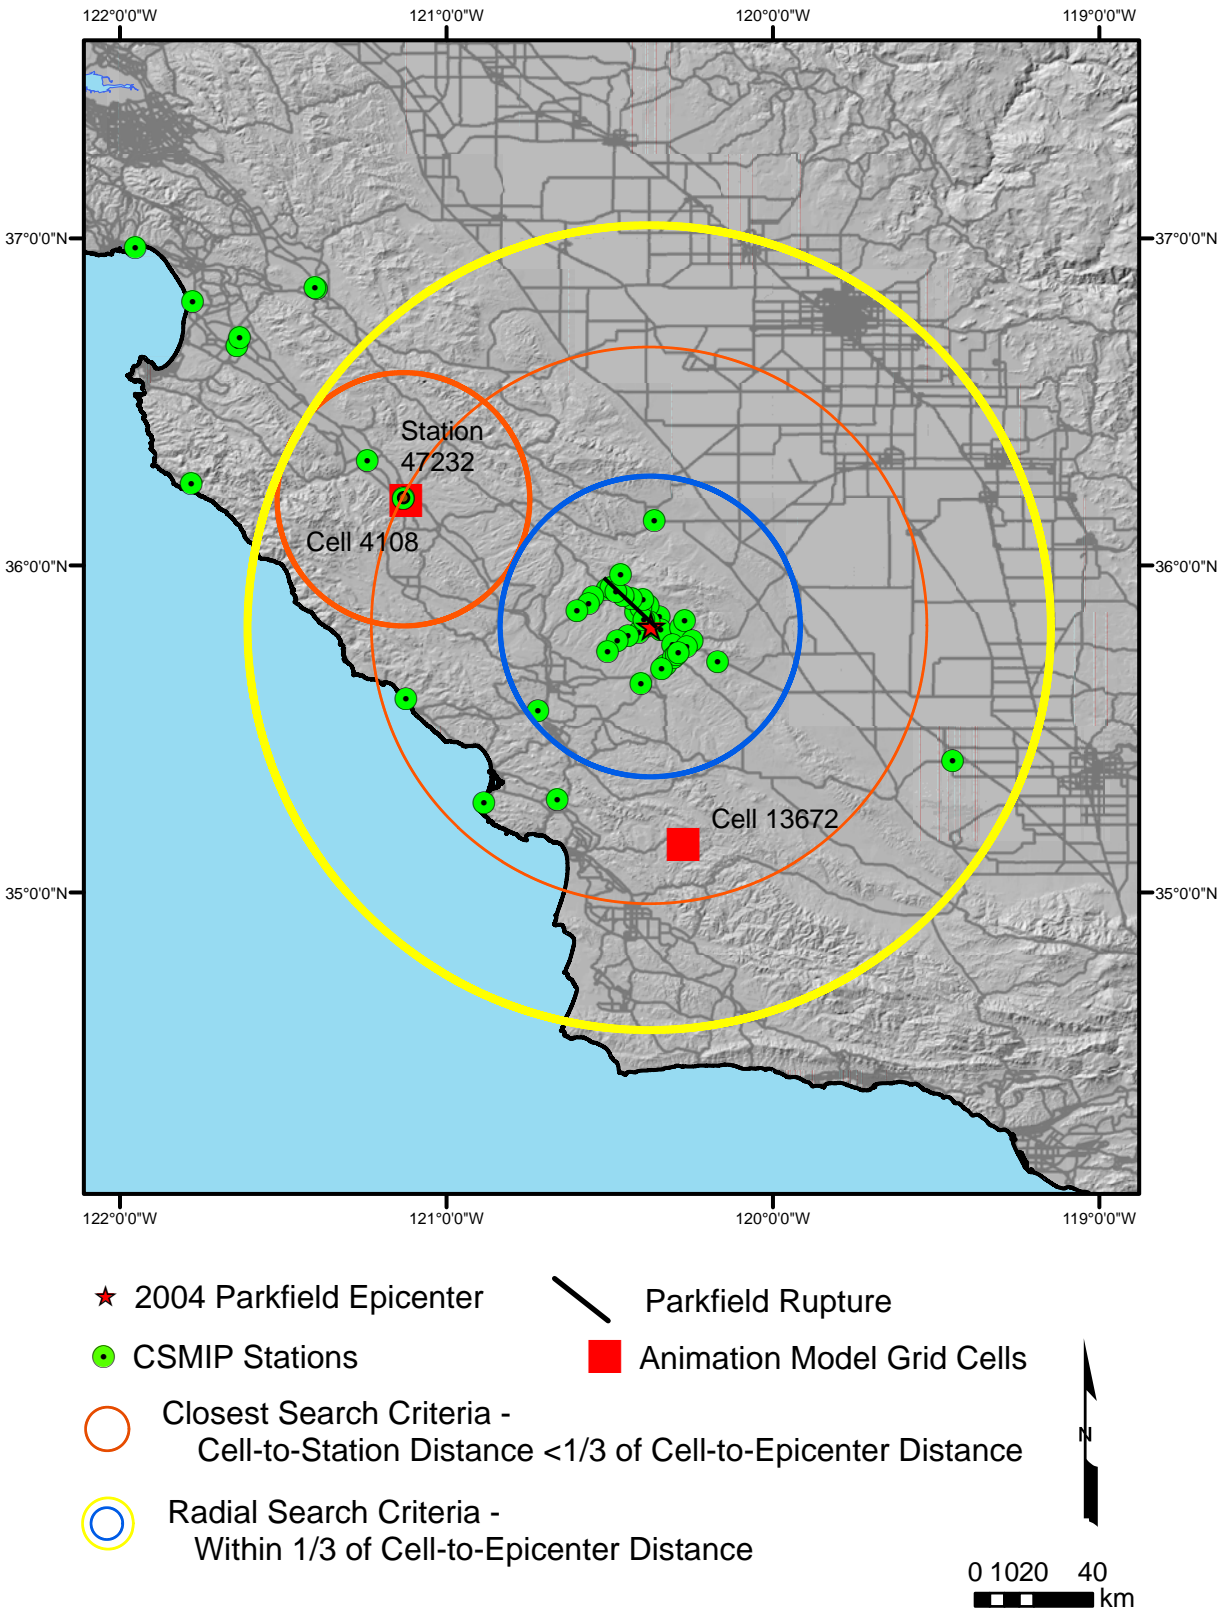 122°0'0"W
121°0'0"W
120°0'0"W
119°0'0"W
37°0'0"N
37°0'0"N
Station
47232
Cell 4108
36°0'0"N
36°0'0"N
Cell 13672
35°0'0"N
35°0'0"N
122°0'0"W
121°0'0"W
120°0'0"W
119°0'0"W
2004 Parkfield Epicenter
Parkfield Rupture
CSMIP Stations
Animation Model Grid Cells
Closest Search Criteria -
Cell-to-Station Distance <1/3 of Cell-to-Epicenter Distance
N
Radial Search Criteria -
Within 1/3 of Cell-to-Epicenter Distance
0 1020 40
km